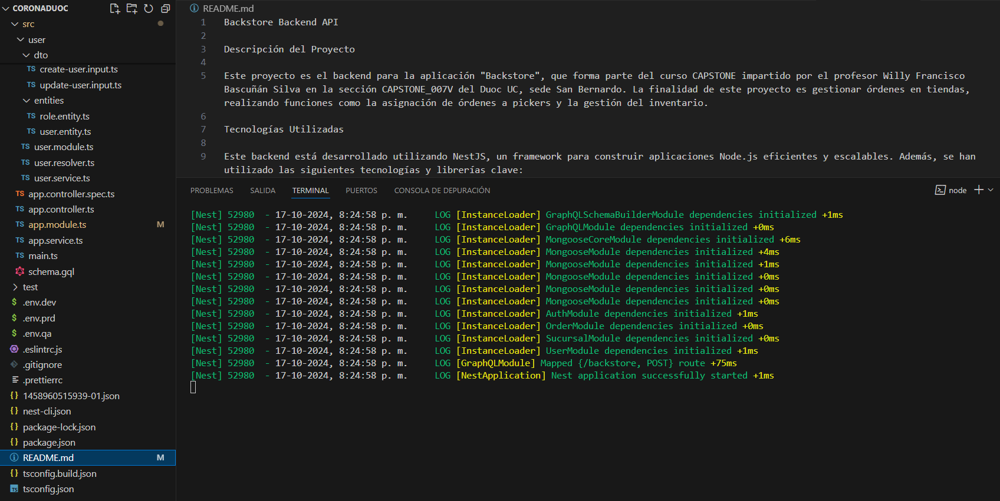 CORONADUOC
src
user
dto
TS create-user.input.ts
TS update-user.input.ts
entities
TS role.entity.ts
TS user.entity.ts
TS user.module.ts
TS user.resolver.ts
TS user.service.ts
TS app.controller.spec.ts
TS app.controller.ts
TS app.module.ts M
TS app.service.ts
TS main.ts
schema.gql
test
$ .env.dev
$ .env.prd
$ .env.qa
.eslintrc.js
.gitignore
.prettierrc
{} 1458960515939-01.json
{} nest-cli.json
{} package-lock.json
{} package.json
README.md M
{} tsconfig.build.json
TS tsconfig.json
README.md
1 Backstore Backend API
2
3 Descripción del Proyecto
4
5 Este proyecto es el backend para la aplicación "Backstore", que forma parte del curso CAPSTONE impartido por el profesor Willy Francisco
Bascuñán Silva en la sección CAPSTONE_007V del Duoc UC, sede San Bernardo. La finalidad de este proyecto es gestionar órdenes en tiendas,
realizando funciones como la asignación de órdenes a pickers y la gestión del inventario.
6
7 Tecnologías Utilizadas
8
9 Este backend está desarrollado utilizando NestJS, un framework para construir aplicaciones Node.js eficientes y escalables. Además, se han
utilizado las siguientes tecnologías y librerías clave:
PROBLEMAS SALIDA TERMINAL PUERTOS CONSOLA DE DEPURACIÓN node
[Nest] 52980 - 17-10-2024, 8:24:58 p. m. LOG [InstanceLoader] GraphQLSchemaBuilderModule dependencies initialized +1ms
[Nest] 52980 - 17-10-2024, 8:24:58 p. m. LOG [InstanceLoader] GraphQLModule dependencies initialized +0ms
[Nest] 52980 - 17-10-2024, 8:24:58 p. m. LOG [InstanceLoader] MongooseCoreModule dependencies initialized +6ms
[Nest] 52980 - 17-10-2024, 8:24:58 p. m. LOG [InstanceLoader] MongooseModule dependencies initialized +4ms
[Nest] 52980 - 17-10-2024, 8:24:58 p. m. LOG [InstanceLoader] MongooseModule dependencies initialized +1ms
[Nest] 52980 - 17-10-2024, 8:24:58 p. m. LOG [InstanceLoader] MongooseModule dependencies initialized +0ms
[Nest] 52980 - 17-10-2024, 8:24:58 p. m. LOG [InstanceLoader] MongooseModule dependencies initialized +0ms
[Nest] 52980 - 17-10-2024, 8:24:58 p. m. LOG [InstanceLoader] MongooseModule dependencies initialized +0ms
[Nest] 52980 - 17-10-2024, 8:24:58 p. m. LOG [InstanceLoader] AuthModule dependencies initialized +1ms
[Nest] 52980 - 17-10-2024, 8:24:58 p. m. LOG [InstanceLoader] OrderModule dependencies initialized +0ms
[Nest] 52980 - 17-10-2024, 8:24:58 p. m. LOG [InstanceLoader] SucursalModule dependencies initialized +0ms
[Nest] 52980 - 17-10-2024, 8:24:58 p. m. LOG [InstanceLoader] UserModule dependencies initialized +1ms
[Nest] 52980 - 17-10-2024, 8:24:58 p. m. LOG [GraphQLModule] Mapped {/backstore, POST} route +75ms
[Nest] 52980 - 17-10-2024, 8:24:58 p. m. LOG [NestApplication] Nest application successfully started +1ms